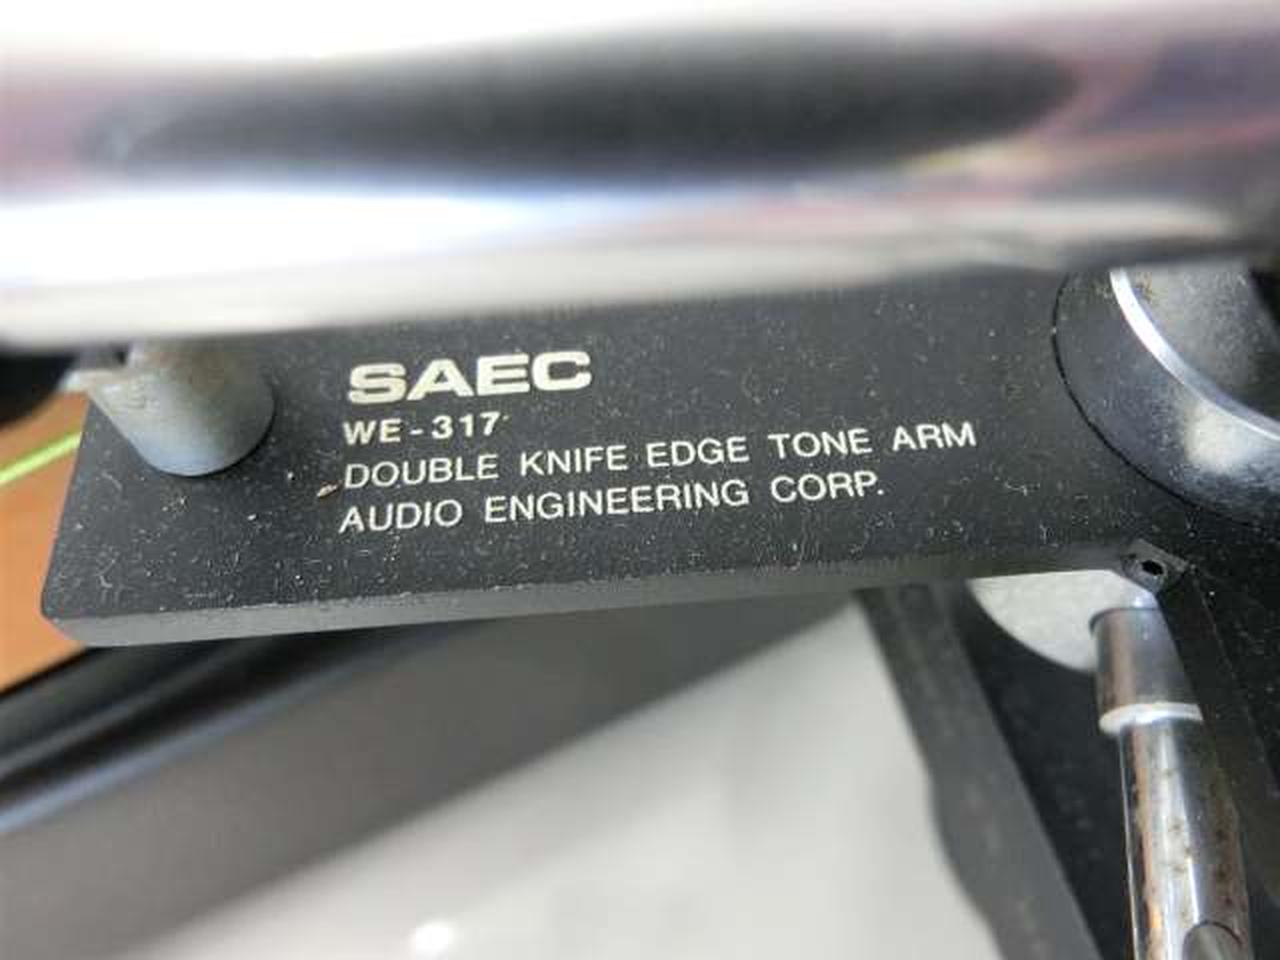 SAEC
WE-317
DOUBLE KNIFE EDGE TONE ARM
AUDIO ENGINEERING CORP.